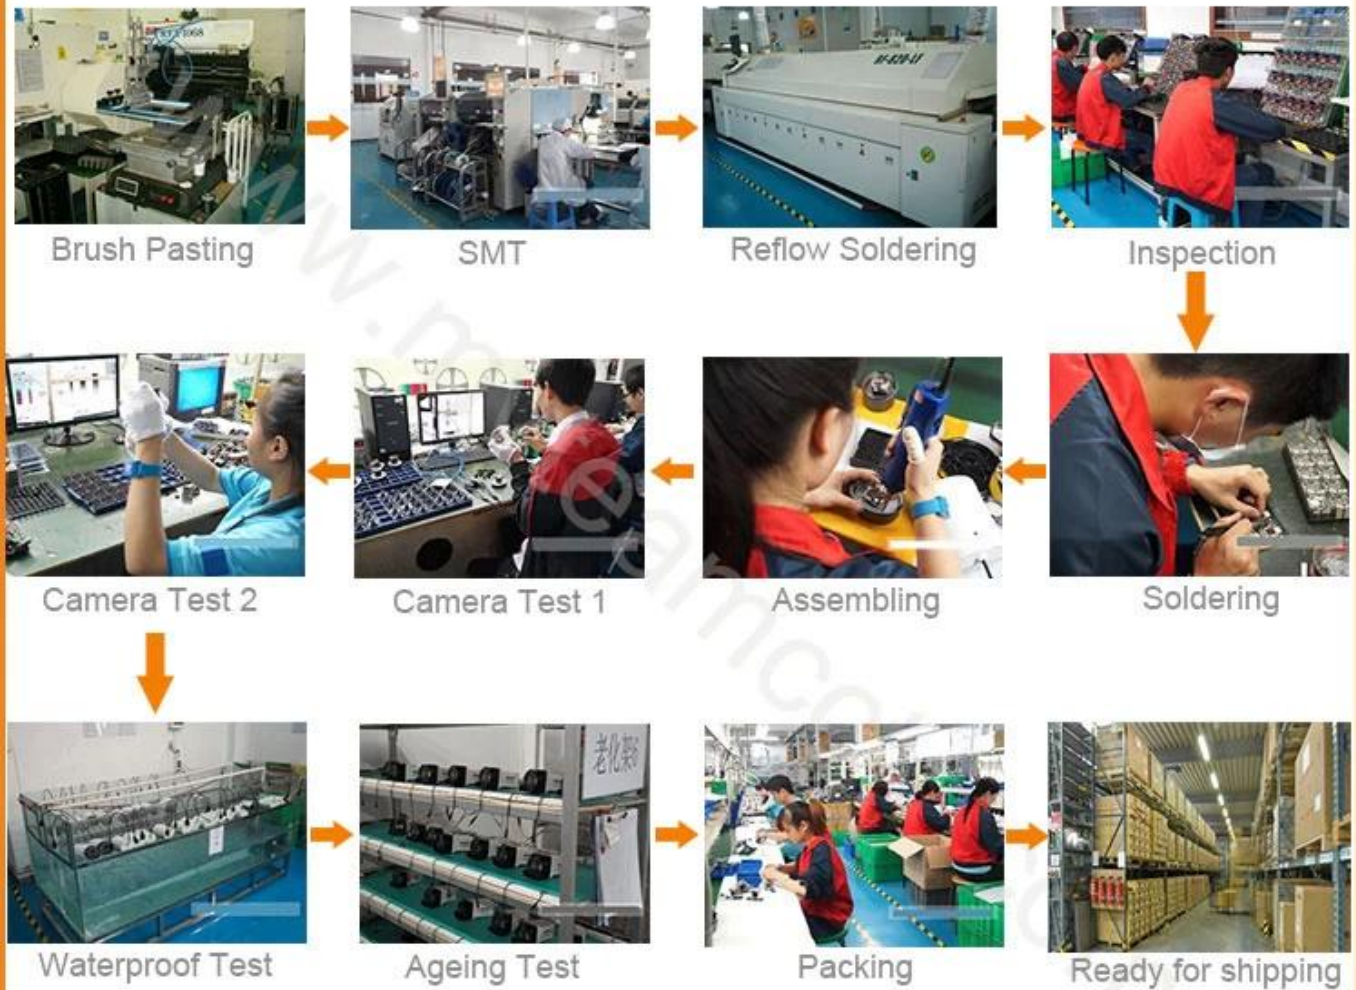 Brush Pasting
SMT
Reflow Soldering
Inspection
Soldering
Assembling
Camera Test 1
Camera Test 2
Waterproof Test
老化架6
Ageing Test
Packing
Ready for shipping